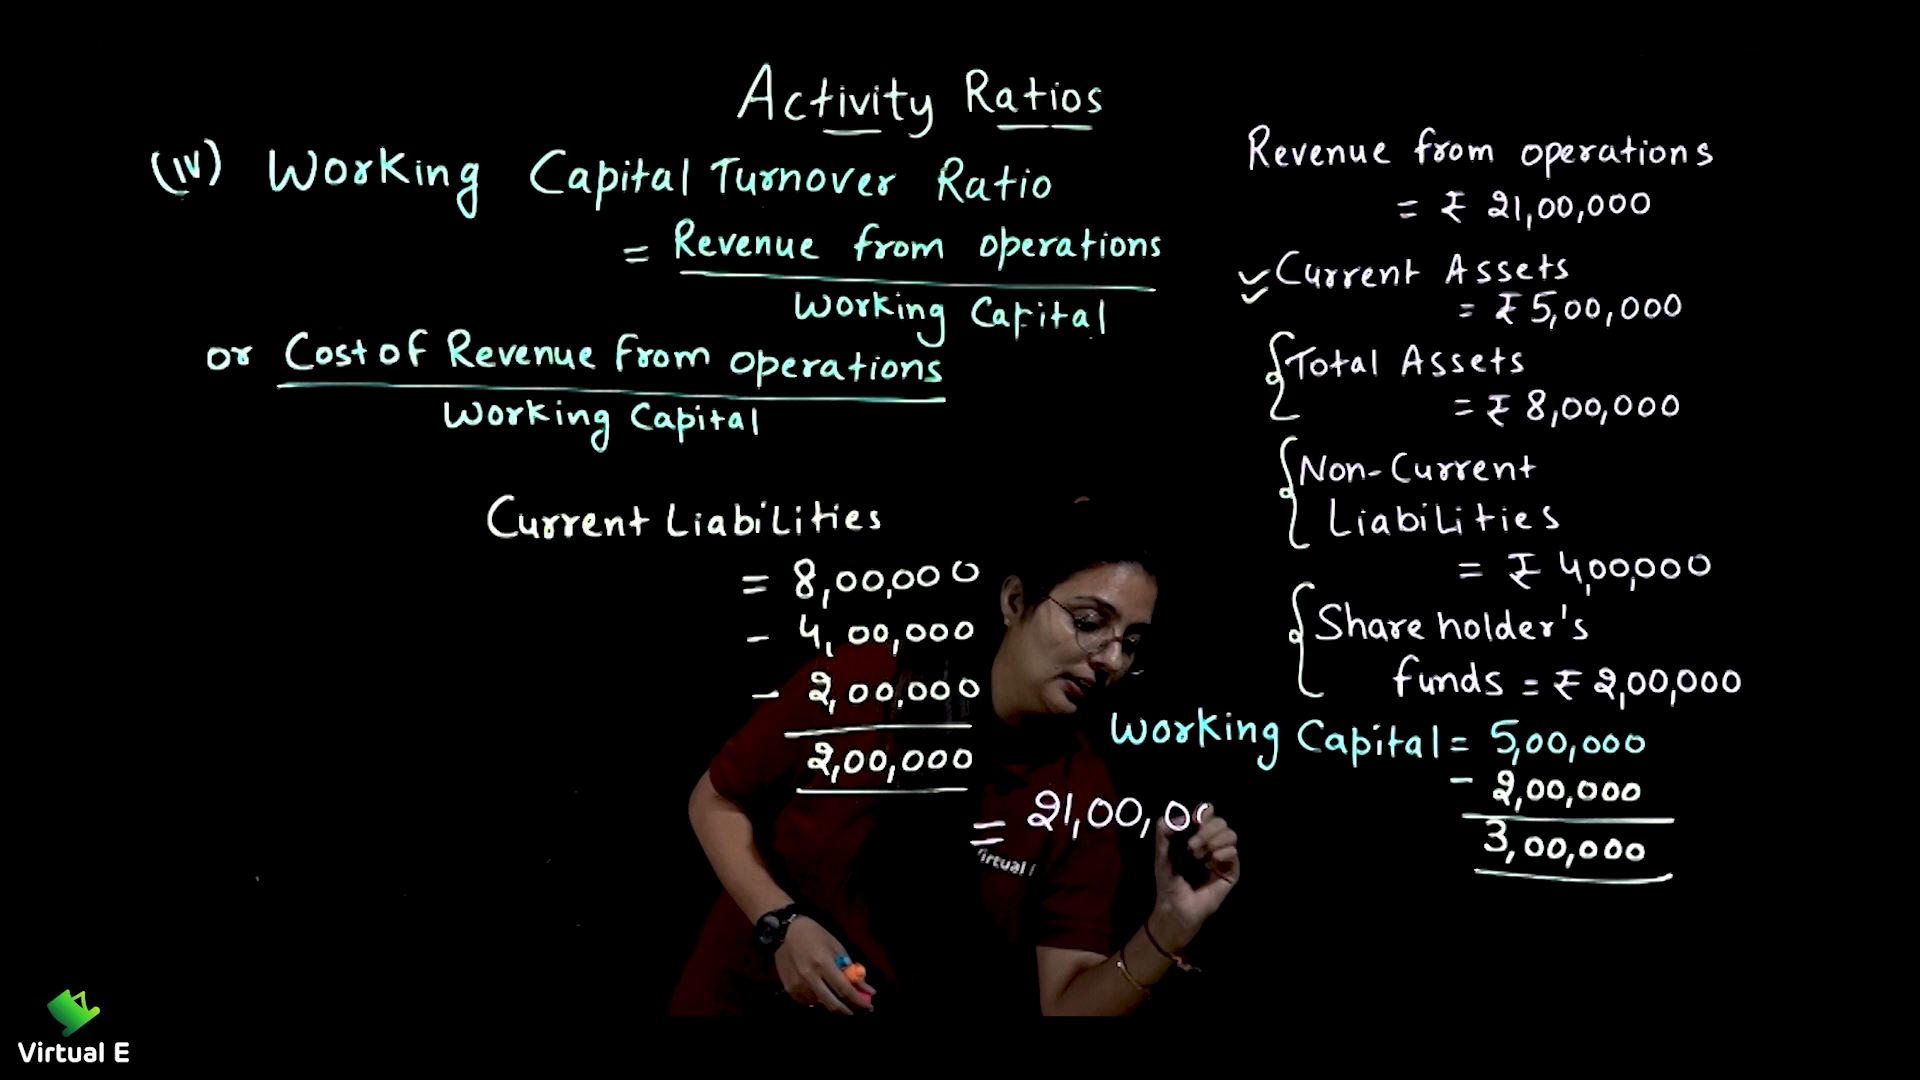 Activity Ratios
(iv) Working Capital Turnover Ratio
= Revenue from operations
Working Capital
or Cost of Revenue from operations
Working Capital
Current Liabilities
= 8,00,000
- 4,00,000
- 2,00,000
2,00,000
= 21,00,00
Revenue from operations
= ₹ 21,00,000
Current Assets
= ₹ 5,00,000
Total Assets
= ₹ 8,00,000
Non-Current
Liabilities
= ₹ 4,00,000
Share holder's
funds = ₹ 2,00,000
Working Capital = 5,00,000
- 2,00,000
3,00,000
Virtual E